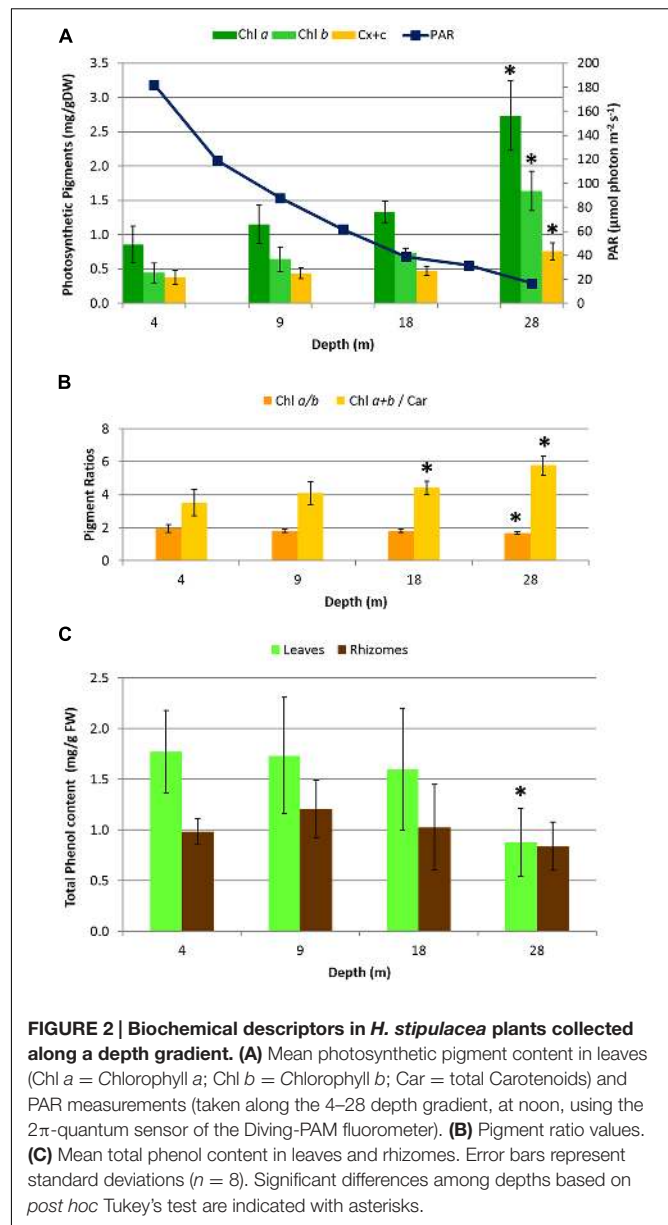 A
Chl a Chl b Cx+c PAR
Photosynthetic Pigments (mg/gDW)
3.5
3.0
2.5
2.0
1.5
1.0
0.5
0.0
* * *
200
180
160
140
120
100
80
60
40
20
0
PAR (µmol photon m-2 s-1)
4 9 18 28
Depth (m)
B
Chl a/b Chl a+b / Car
Pigment Ratios
8
6
4
2
0
* * *
4 9 18 28
Depth (m)
C
Leaves Rhizomes
Total Phenol content (mg/g FW)
2.5
2.0
1.5
1.0
0.5
0.0
*
4 9 18 28
Depth (m)
FIGURE 2 | Biochemical descriptors in H. stipulacea plants collected
along a depth gradient. (A) Mean photosynthetic pigment content in leaves
(Chl a = Chlorophyll a; Chl b = Chlorophyll b; Car = total Carotenoids) and
PAR measurements (taken along the 4–28 depth gradient, at noon, using the
2π-quantum sensor of the Diving-PAM fluorometer). (B) Pigment ratio values.
(C) Mean total phenol content in leaves and rhizomes. Error bars represent
standard deviations (n = 8). Significant differences among depths based on
post hoc Tukey's test are indicated with asterisks.